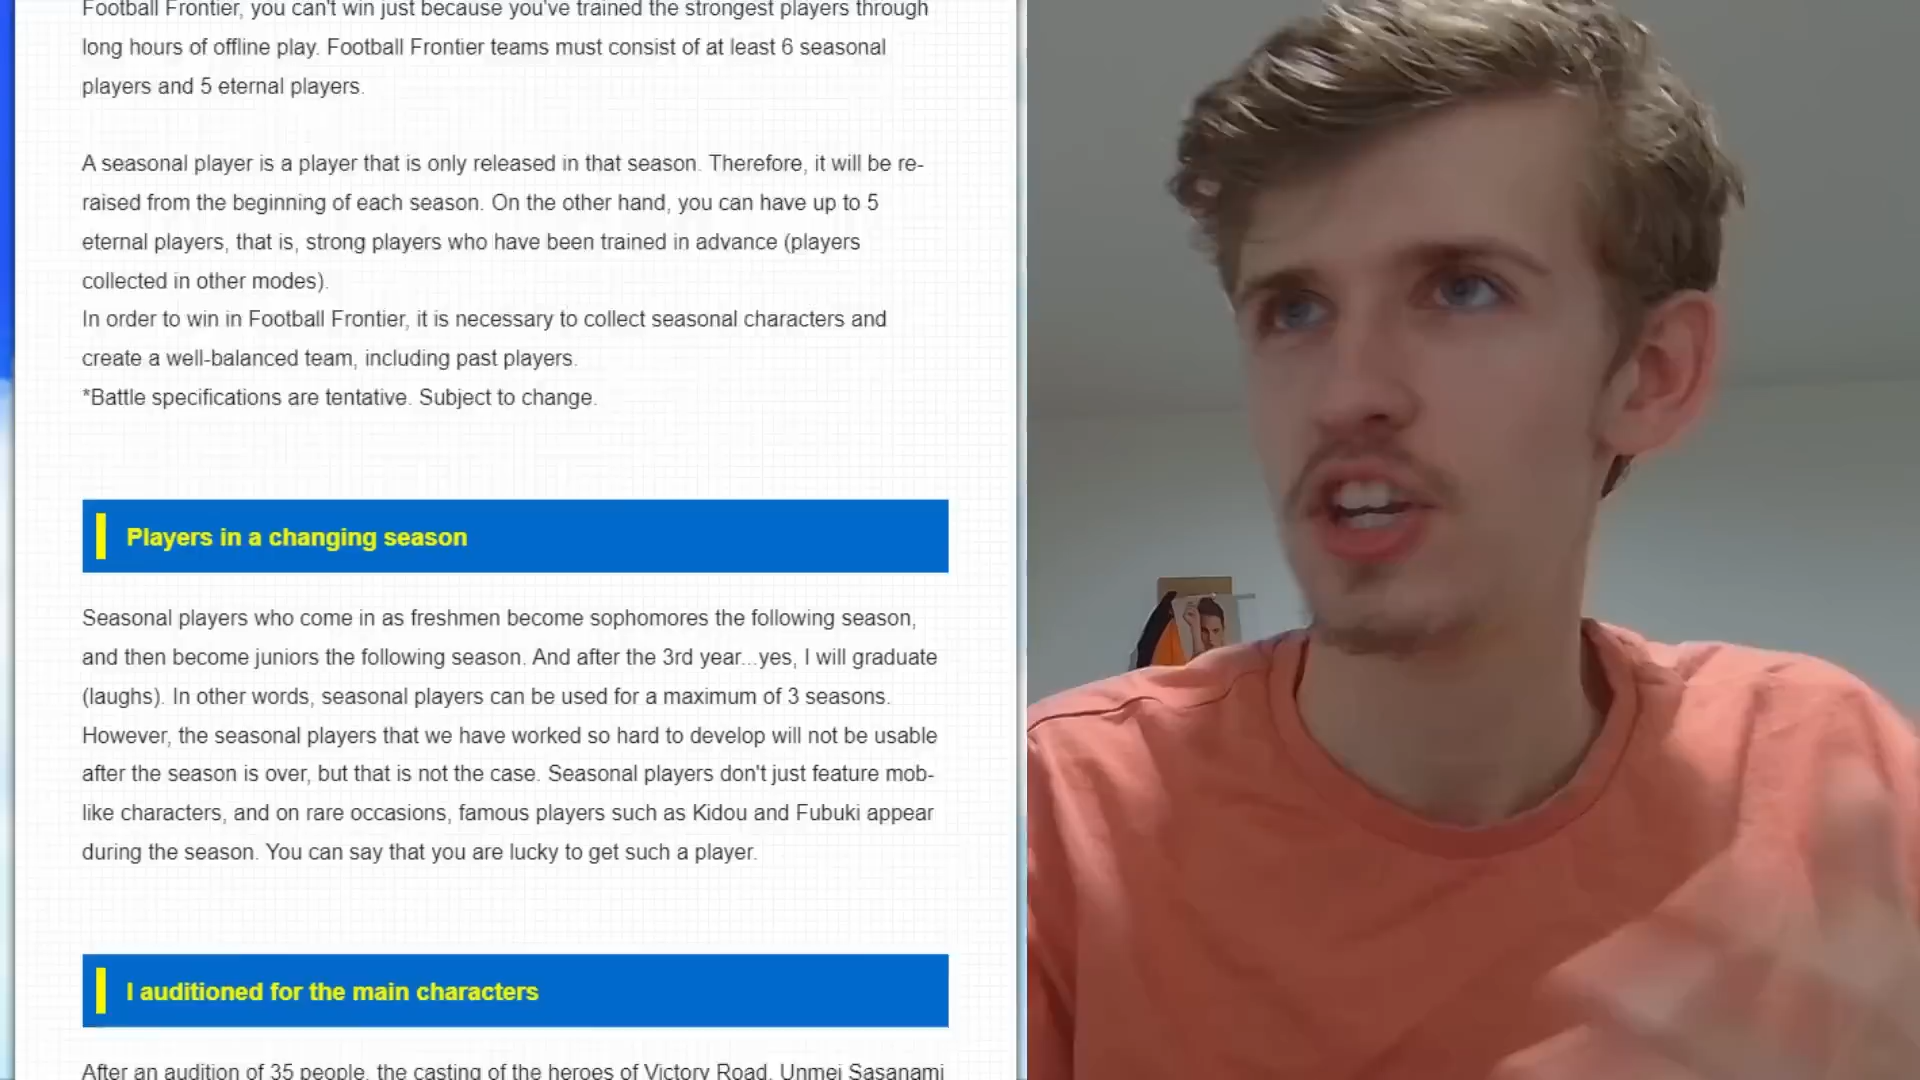 Football Frontier, you can't win just because you've trained the strongest players through
long hours of offline play. Football Frontier teams must consist of at least 6 seasonal
players and 5 eternal players.
A seasonal player is a player that is only released in that season. Therefore, it will be re-
raised from the beginning of each season. On the other hand, you can have up to 5
eternal players, that is, strong players who have been trained in advance (players
collected in other modes).
In order to win in Football Frontier, it is necessary to collect seasonal characters and
create a well-balanced team, including past players.
*Battle specifications are tentative. Subject to change.
Players in a changing season
Seasonal players who come in as freshmen become sophomores the following season,
and then become juniors the following season. And after the 3rd year...yes, I will graduate
(laughs). In other words, seasonal players can be used for a maximum of 3 seasons.
However, the seasonal players that we have worked so hard to develop will not be usable
after the season is over, but that is not the case. Seasonal players don't just feature mob-
like characters, and on rare occasions, famous players such as Kidou and Fubuki appear
during the season. You can say that you are lucky to get such a player.
I auditioned for the main characters
After an audition of 35 people, the casting of the heroes of Victory Road, Unmei Sasanami